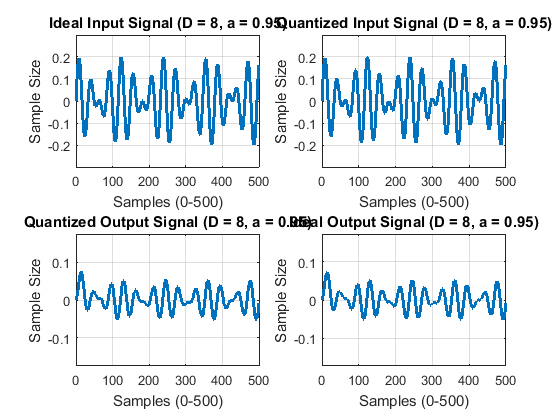 Ideal Input Signal (D = 8, a = 0.95)
Quantized Input Signal (D = 8, a = 0.95)
0.2
0.1
0
-0.1
-0.2
Sample Size
0 100 200 300 400 500
Samples (0-500)
0.2
0.1
0
-0.1
-0.2
Sample Size
0 100 200 300 400 500
Samples (0-500)
Quantized Output Signal (D = 8, a = 0.95)
Ideal Output Signal (D = 8, a = 0.95)
0.1
0
-0.1
Sample Size
0 100 200 300 400 500
Samples (0-500)
0.1
0
-0.1
Sample Size
0 100 200 300 400 500
Samples (0-500)